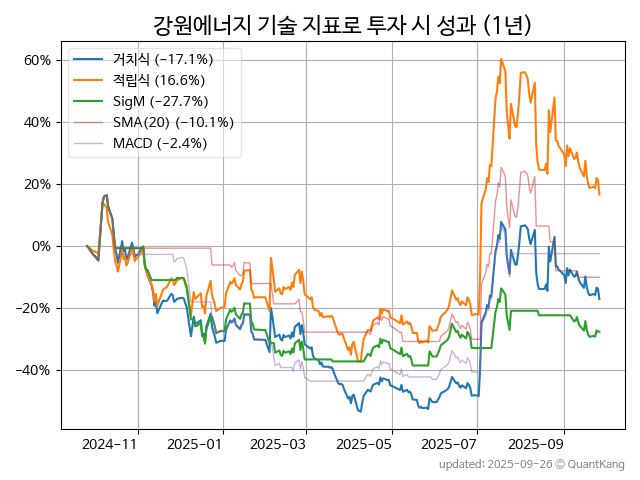 강원에너지 기술 지표로 투자 시 성과 (1년)
60%
40%
20%
0%
−20%
−40%
거치식 (−17.1%)
적립식 (16.6%)
SigM (−27.7%)
SMA(20) (−10.1%)
MACD (−2.4%)
2024-11
2025-01
2025-03
2025-05
2025-07
2025-09
updated: 2025-09-26 © QuantKang